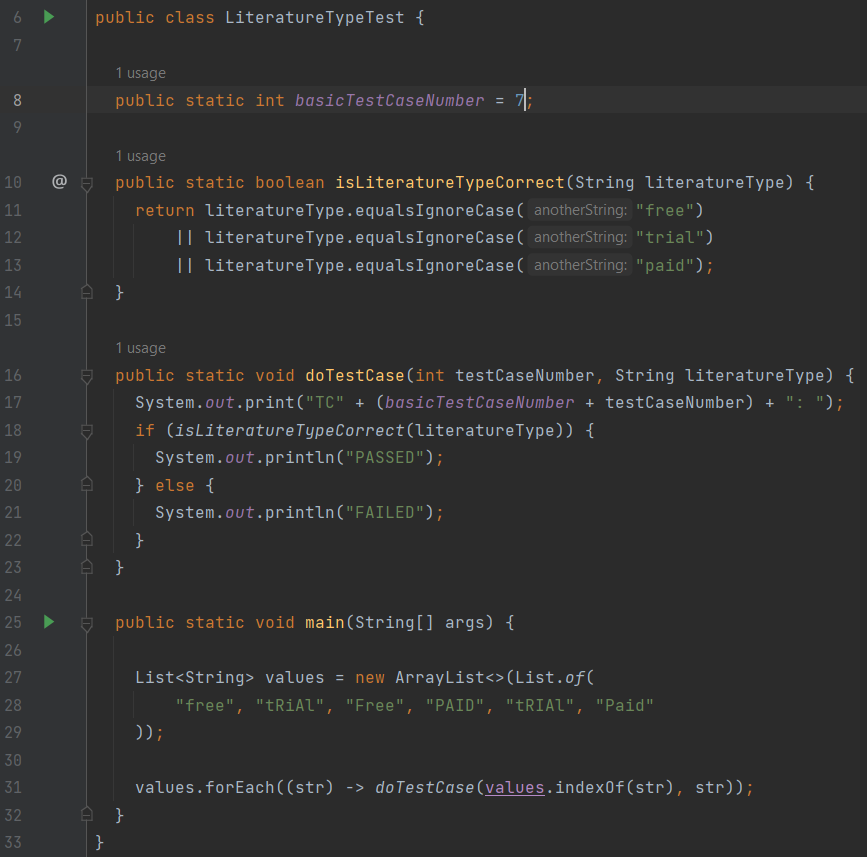 6 public class LiteratureTypeTest {
7
1 usage
8 public static int basicTestCaseNumber = 7;
9
1 usage
10 @ public static boolean isLiteratureTypeCorrect(String literatureType) {
11 return literatureType.equalsIgnoreCase( anotherString: "free")
12 || literatureType.equalsIgnoreCase( anotherString: "trial")
13 || literatureType.equalsIgnoreCase( anotherString: "paid");
14 }
15
1 usage
16 public static void doTestCase(int testCaseNumber, String literatureType) {
17 System.out.print("TC" + (basicTestCaseNumber + testCaseNumber) + ": ");
18 if (isLiteratureTypeCorrect(literatureType)) {
19 System.out.println("PASSED");
20 } else {
21 System.out.println("FAILED");
22 }
23 }
24
25 public static void main(String[] args) {
26
27 List<String> values = new ArrayList<>(List.of(
28 "free", "tRiAl", "Free", "PAID", "tRIAl", "Paid"
29 ));
30
31 values.forEach((str) -> doTestCase(values.indexOf(str), str));
32 }
33 }